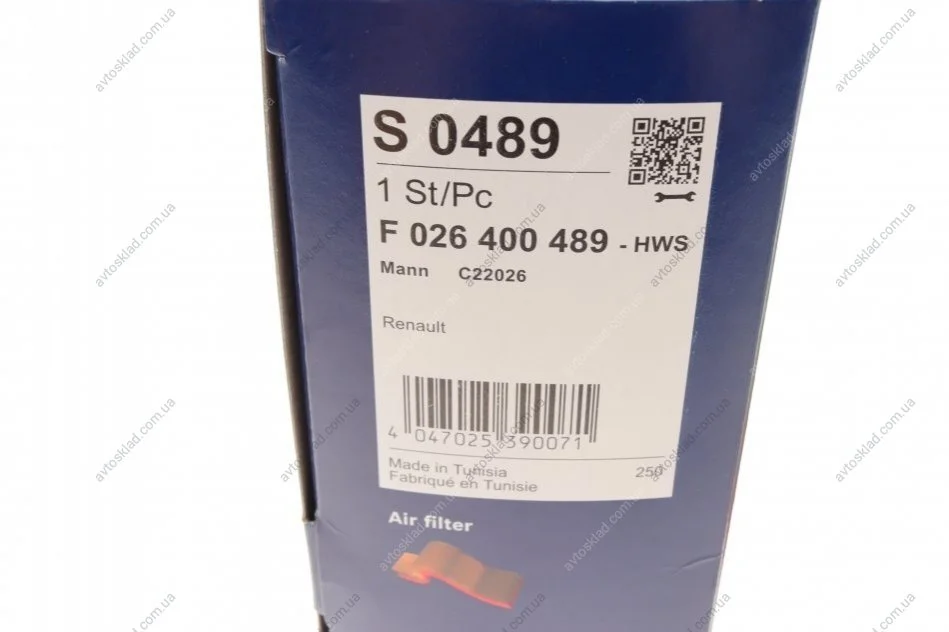 S 0489
1 St/Pc
F 026 400 489 - HWS
Mann C22026
Renault
4 047025 390071
Made in Tunisia 250
Fabriqué en Tunisie
Air filter
avtosklad.com.ua